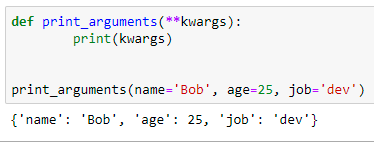 def print_arguments(**kwargs):
        print(kwargs)
print_arguments(name='Bob', age=25, job='dev')
{'name': 'Bob', 'age': 25, 'job': 'dev'}